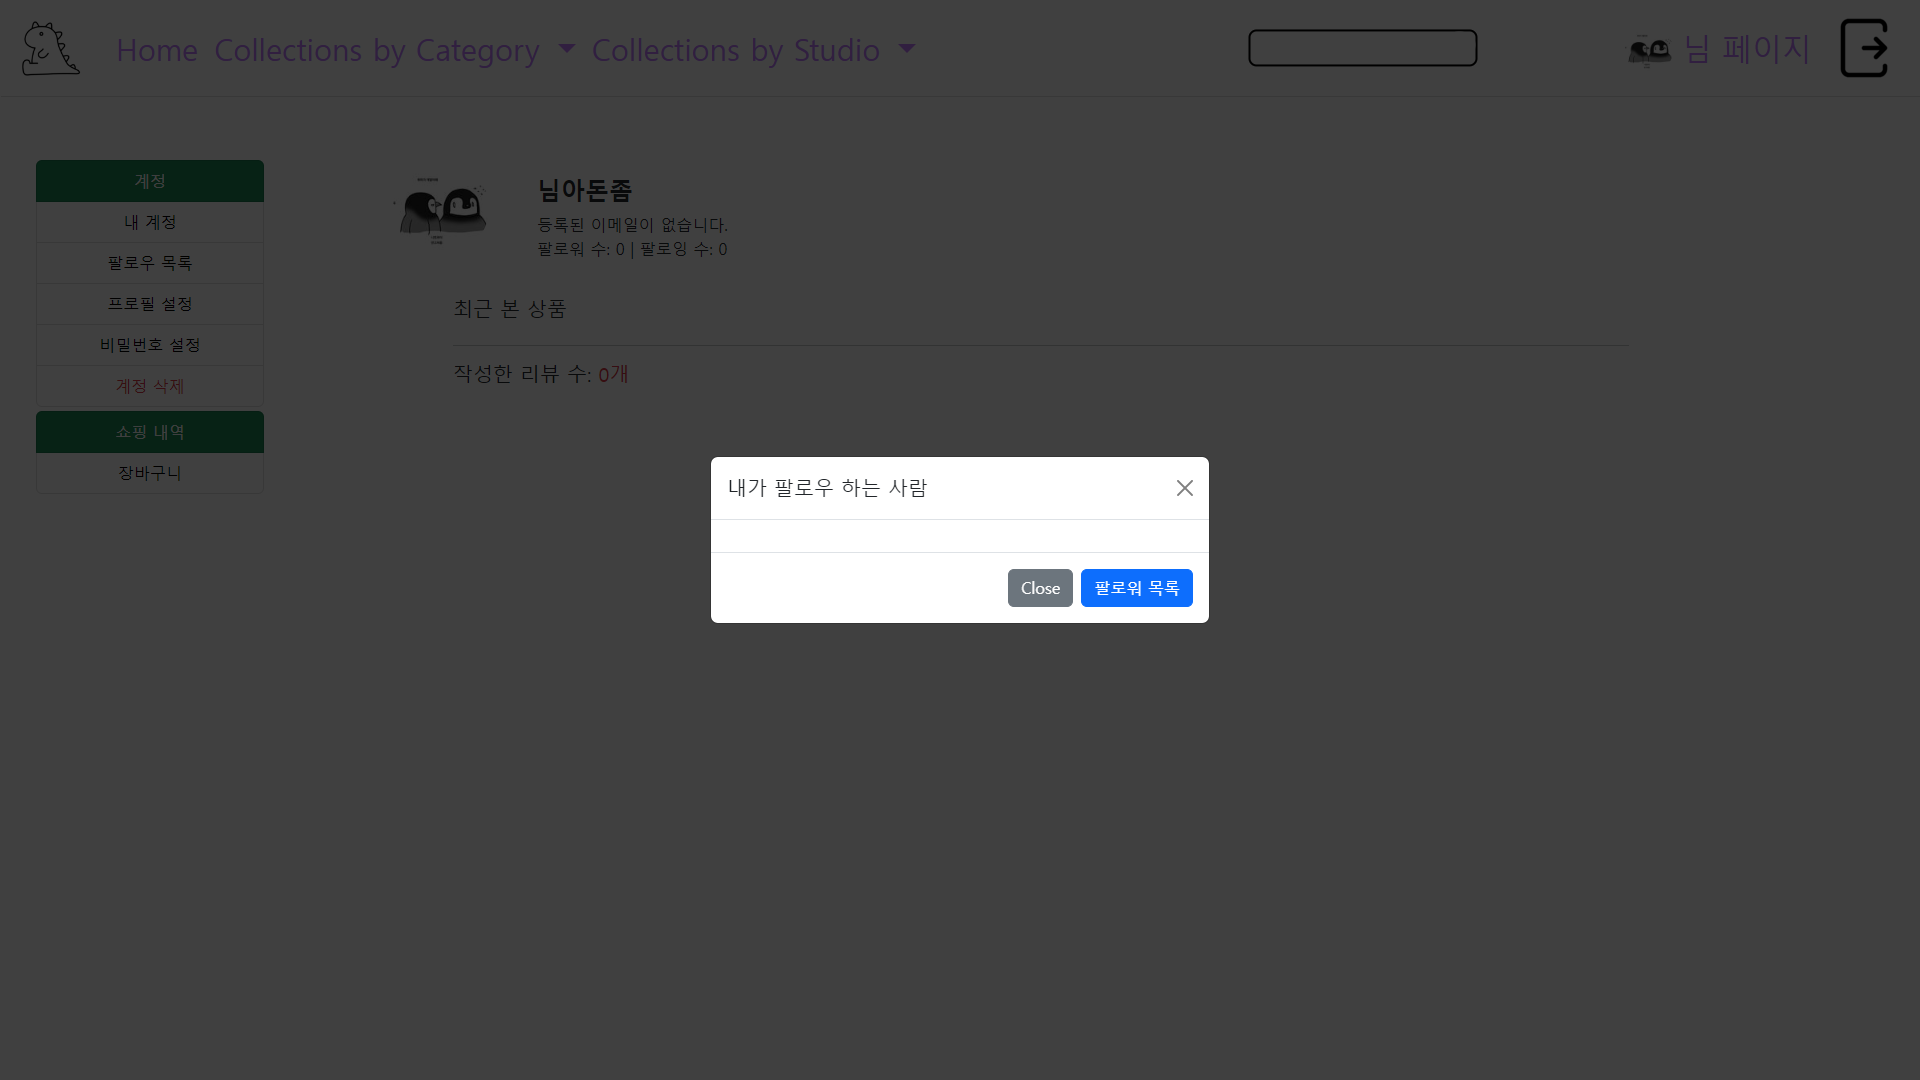 Home Collections by Category Collections by Studio 님 페이지
계정
내 계정
팔로우 목록
프로필 설정
비밀번호 설정
계정 삭제
쇼핑 내역
장바구니
님아돈좀
등록된 이메일이 없습니다.
팔로워 수: 0 | 팔로잉 수: 0
최근 본 상품
작성한 리뷰 수: 0개
내가 팔로우 하는 사람
Close 팔로워 목록